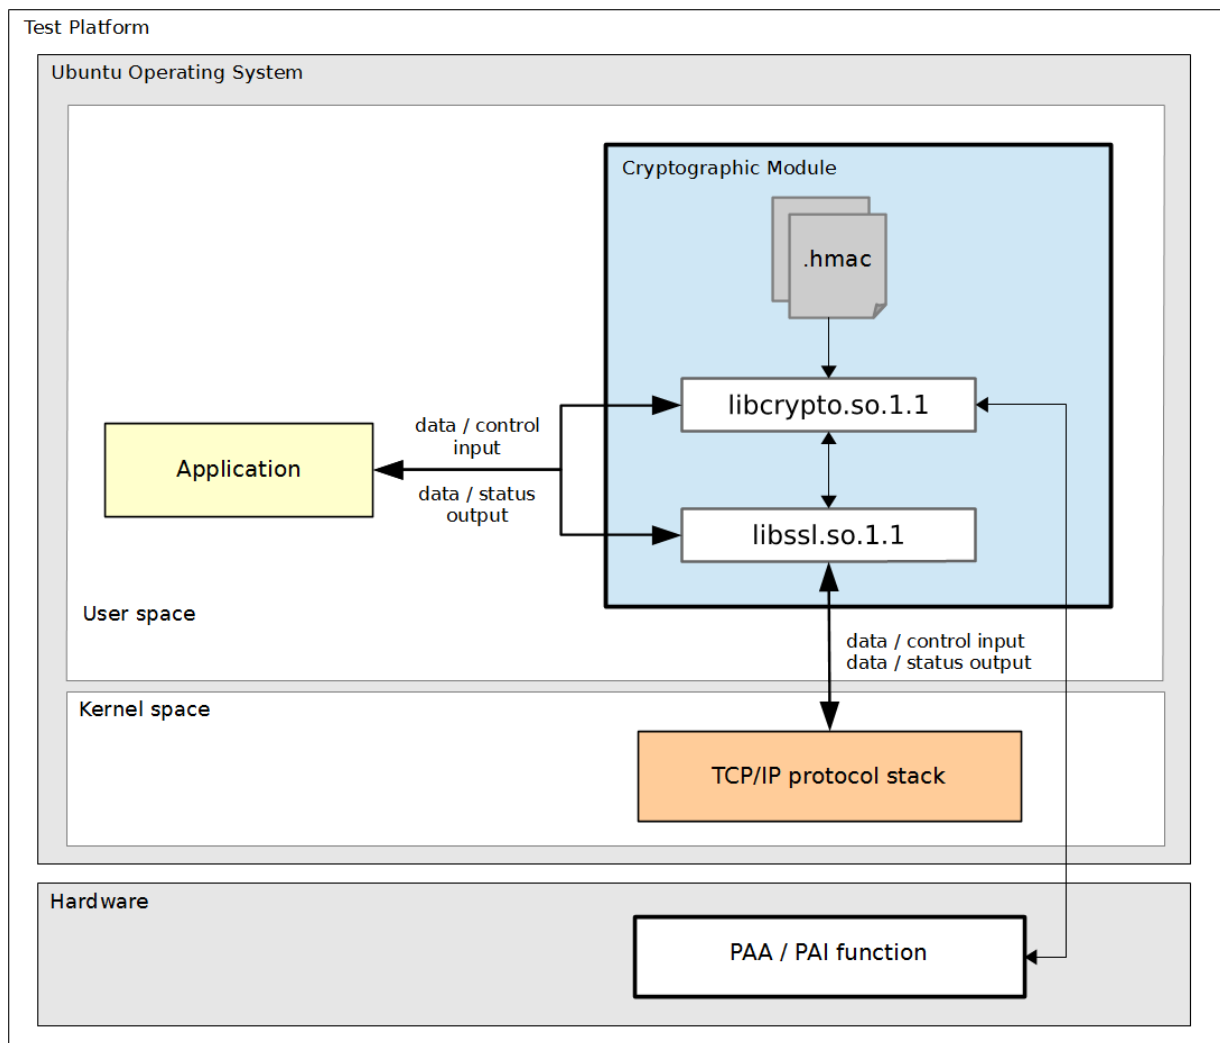 Test Platform
Ubuntu Operating System
Cryptographic Module
.hmac
libcrypto.so.1.1
data / control
input
Application
data / status
output
libssl.so.1.1
User space
data / control input
data / status output
Kernel space
TCP/IP protocol stack
Hardware
PAA / PAI function